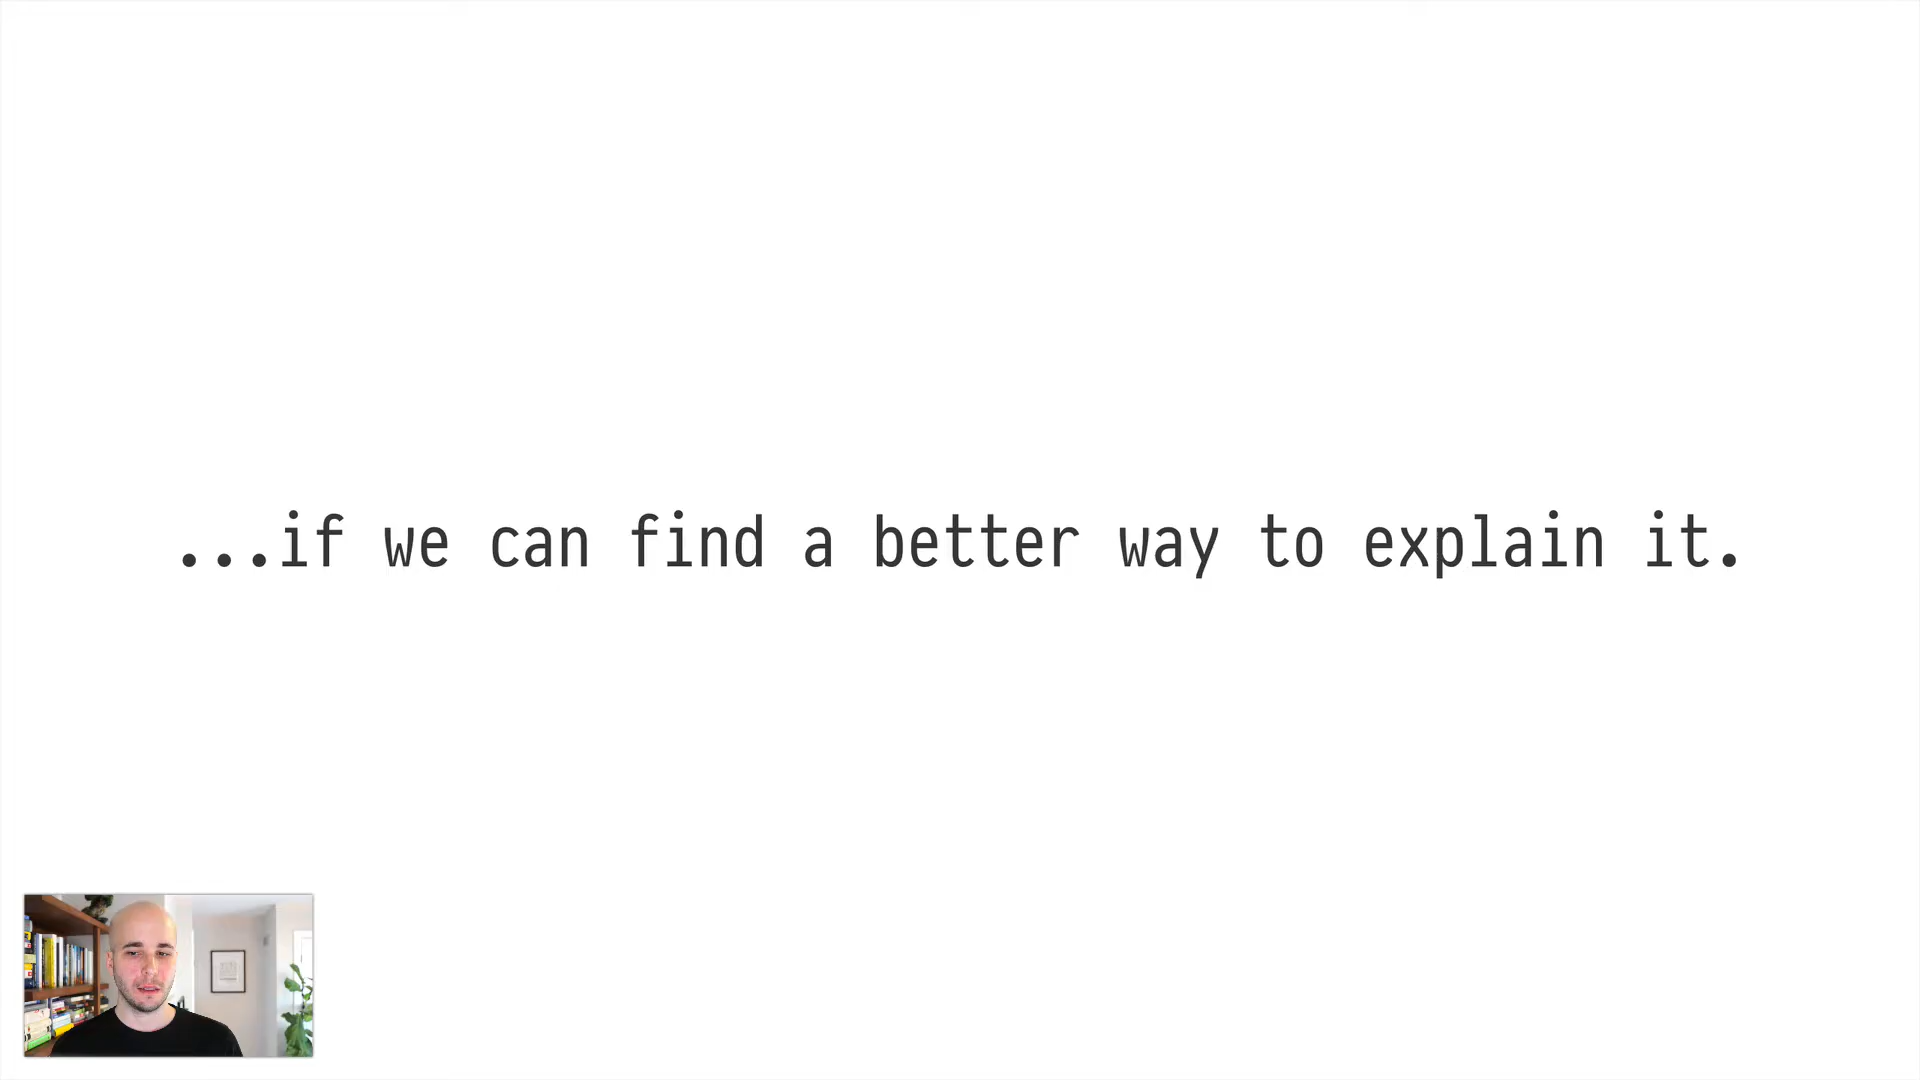 ...if we can find a better way to explain it.